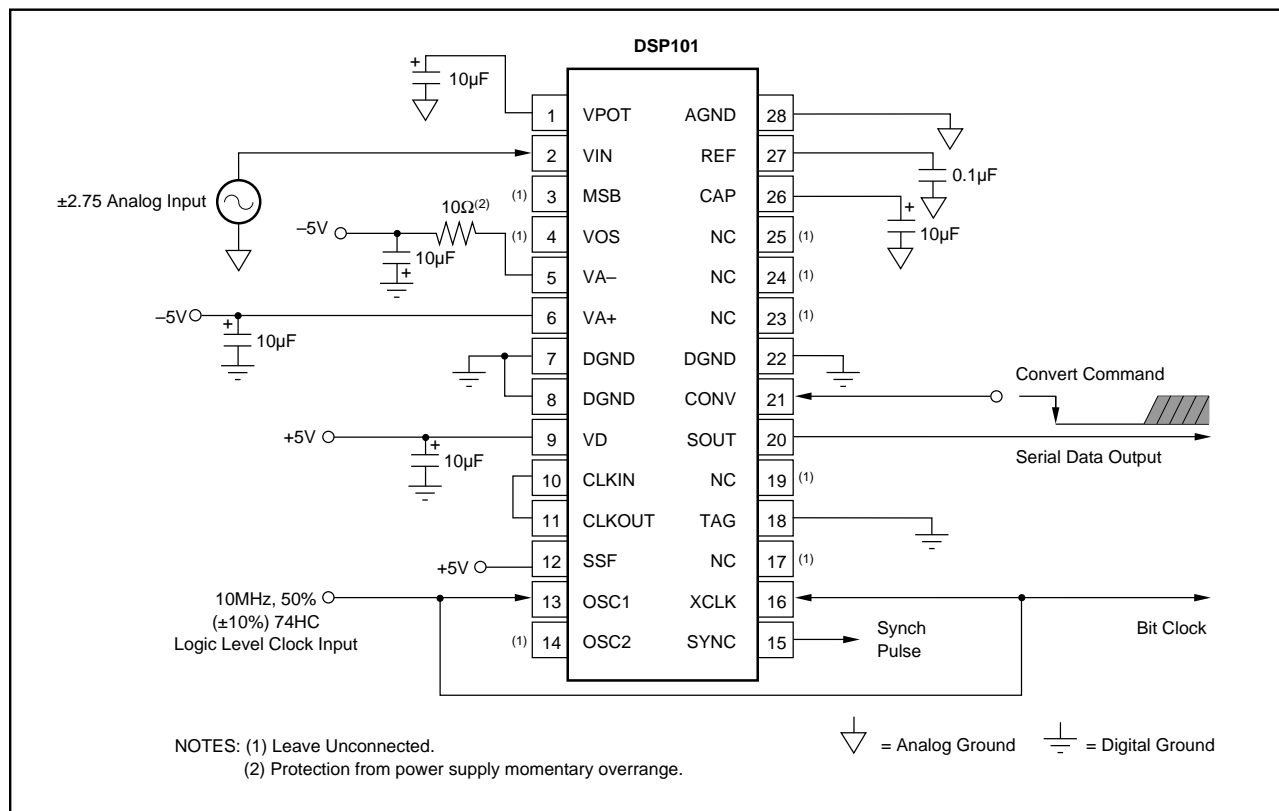 DSP101
+
10µF
1 VPOT AGND 28
2 VIN REF 27
0.1µF
±2.75 Analog Input
(1) 3 MSB CAP 26
+
10µF
10Ω(2)
–5V
(1) 4 VOS NC 25 (1)
10µF
+
5 VA– NC 24 (1)
–5V
6 VA+ NC 23 (1)
+
10µF
7 DGND DGND 22
Convert Command
8 DGND CONV 21
+5V
9 VD SOUT 20
Serial Data Output
+
10µF
10 CLKIN NC 19 (1)
11 CLKOUT TAG 18
+5V
12 SSF NC 17 (1)
10MHz, 50%
(±10%) 74HC
Logic Level Clock Input
13 OSC1 XCLK 16
Bit Clock
(1) 14 OSC2 SYNC 15
Synch
Pulse
NOTES: (1) Leave Unconnected.
(2) Protection from power supply momentary overrange.
= Analog Ground
= Digital Ground